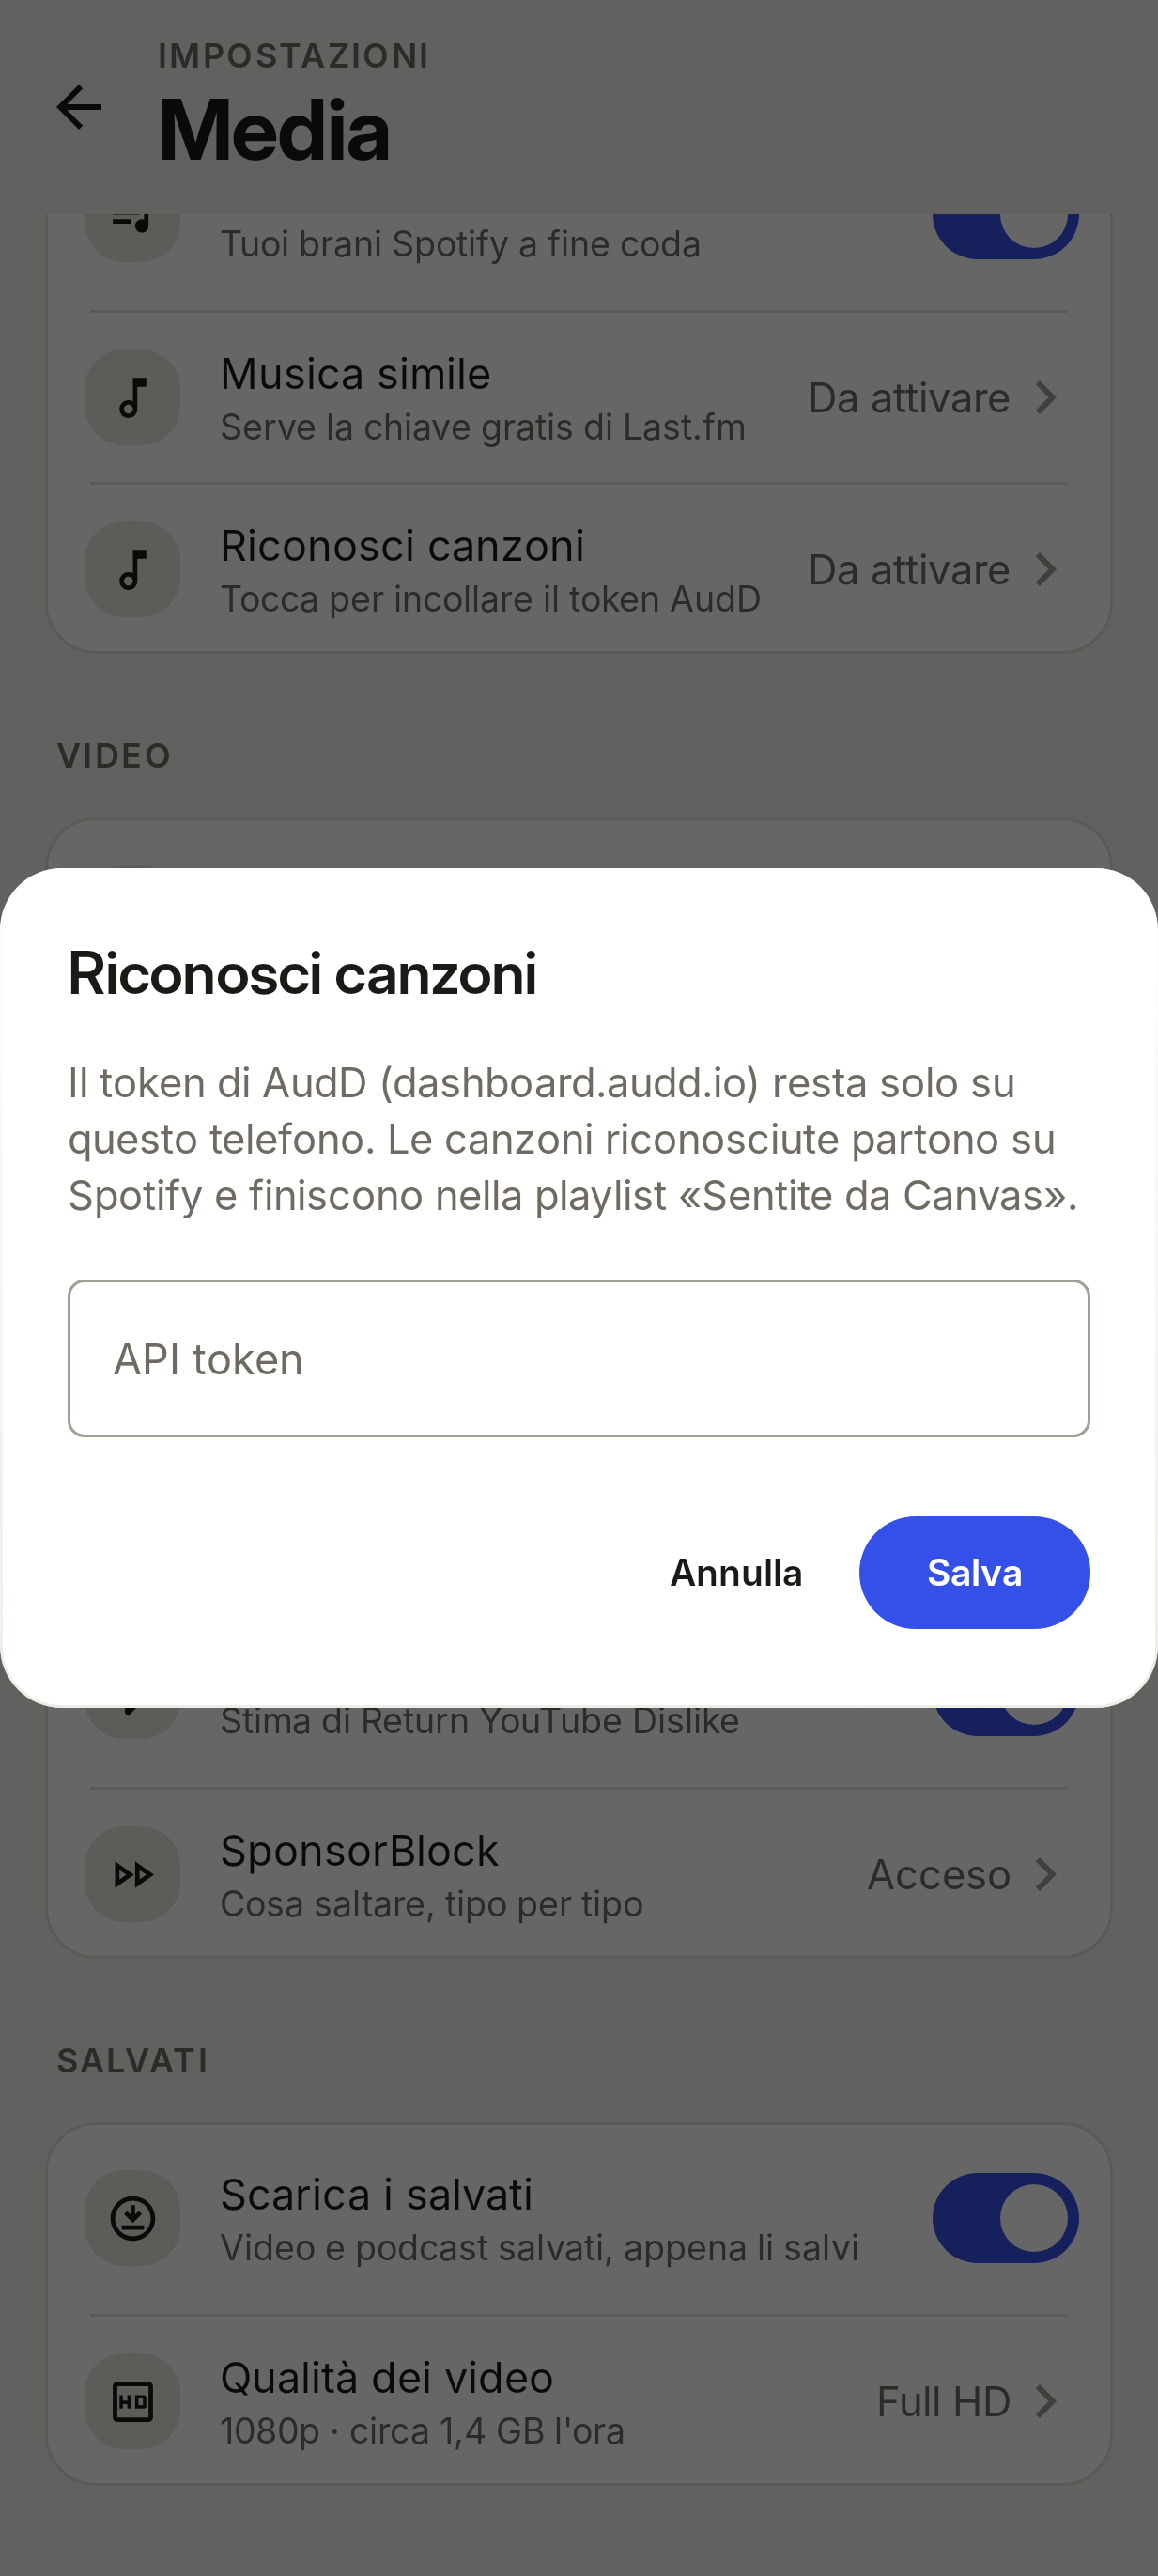 IMPOSTAZIONI
Media
Tuoi brani Spotify a fine coda
Musica simile
Serve la chiave gratis di Last.fm
Da attivare
Riconosci canzoni
Tocca per incollare il token AudD
Da attivare
VIDEO
Riconosci canzoni
Il token di AudD (dashboard.audd.io) resta solo su
questo telefono. Le canzoni riconosciute partono su
Spotify e finiscono nella playlist «Sentite da Canvas».
API token
Annulla
Salva
Stima di Return YouTube Dislike
SponsorBlock
Cosa saltare, tipo per tipo
Acceso
SALVATI
Scarica i salvati
Video e podcast salvati, appena li salvi
HD
Qualità dei video
1080p · circa 1,4 GB l'ora
Full HD